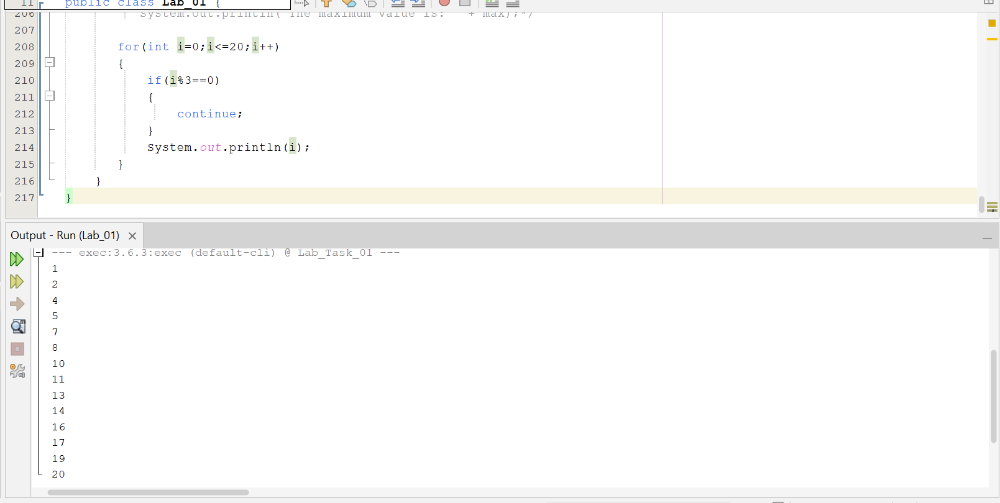 11 public class Lab_01 {
206 System.out.println("The maximum value is: " + max);*/
207
208 for(int i=0;i<=20;i++)
209 {
210 if(i%3==0)
211 {
212 continue;
213 }
214 System.out.println(i);
215 }
216 }
217 }
Output - Run (Lab_01)
--- exec:3.6.3:exec (default-cli) @ Lab_Task_01 ---
1
2
4
5
7
8
10
11
13
14
16
17
19
20